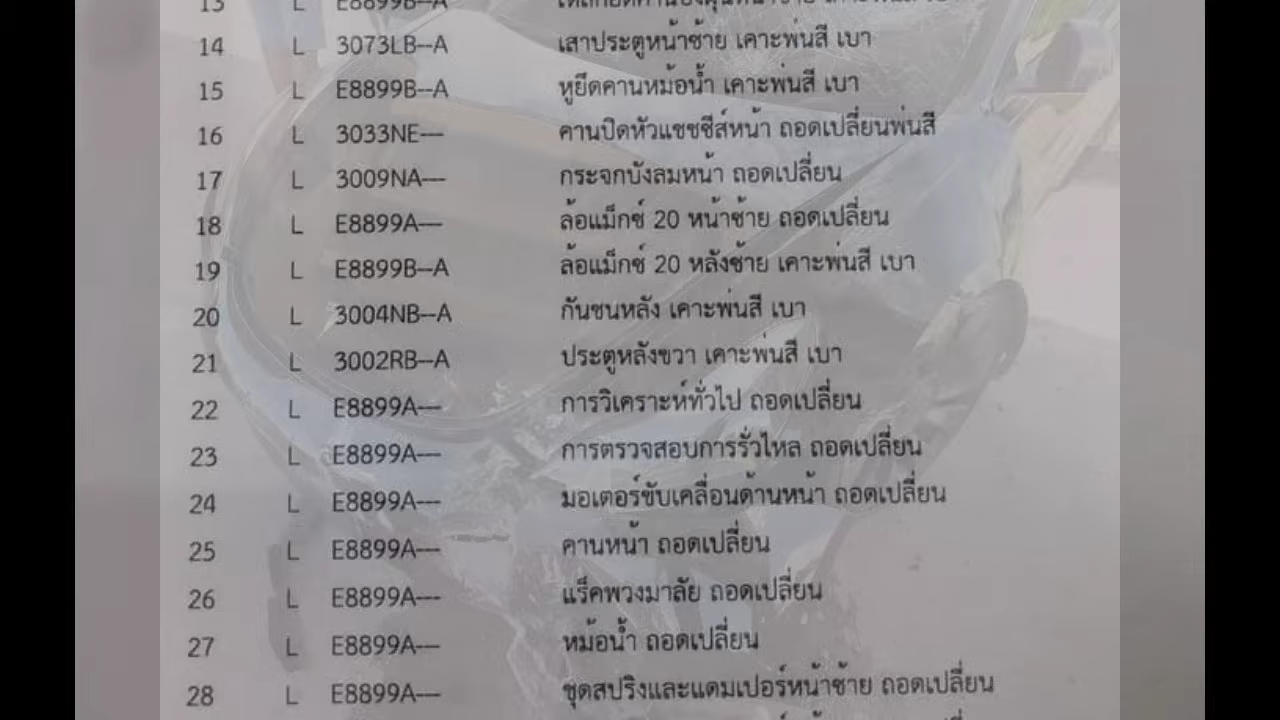 13 L E8899B--A
14 L 3073LB--A เสาประตูหน้าซ้าย เคาะพ่นสี เบา
15 L E8899B--A หูยึดคานหม้อน้ำ เคาะพ่นสี เบา
16 L 3033NE--- คานปิดหัวแชชซีส์หน้า ถอดเปลี่ยนพ่นสี
17 L 3009NA--- กระจกบังลมหน้า ถอดเปลี่ยน
18 L E8899A--- ล้อแม็กซ์ 20 หน้าซ้าย ถอดเปลี่ยน
19 L E8899B--A ล้อแม็กซ์ 20 หลังซ้าย เคาะพ่นสี เบา
20 L 3004NB--A กันชนหลัง เคาะพ่นสี เบา
21 L 3002RB--A ประตูหลังขวา เคาะพ่นสี เบา
22 L E8899A--- การวิเคราะห์ทั่วไป ถอดเปลี่ยน
23 L E8899A--- การตรวจสอบการรั่วไหล ถอดเปลี่ยน
24 L E8899A--- มอเตอร์ขับเคลื่อนด้านหน้า ถอดเปลี่ยน
25 L E8899A--- คานหน้า ถอดเปลี่ยน
26 L E8899A--- แร็คพวงมาลัย ถอดเปลี่ยน
27 L E8899A--- หม้อน้ำ ถอดเปลี่ยน
28 L E8899A--- ชุดสปริงและแดมเปอร์หน้าซ้าย ถอดเปลี่ยน